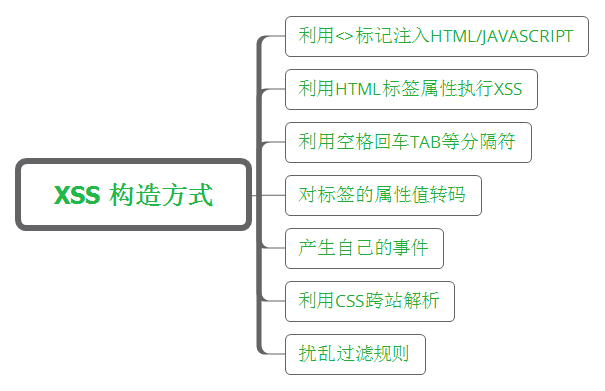 XSS 构造方式
利用<>标记注入HTML/JAVASCRIPT
利用HTML标签属性执行XSS
利用空格回车TAB等分隔符
对标签的属性值转码
产生自己的事件
利用CSS跨站解析
扰乱过滤规则